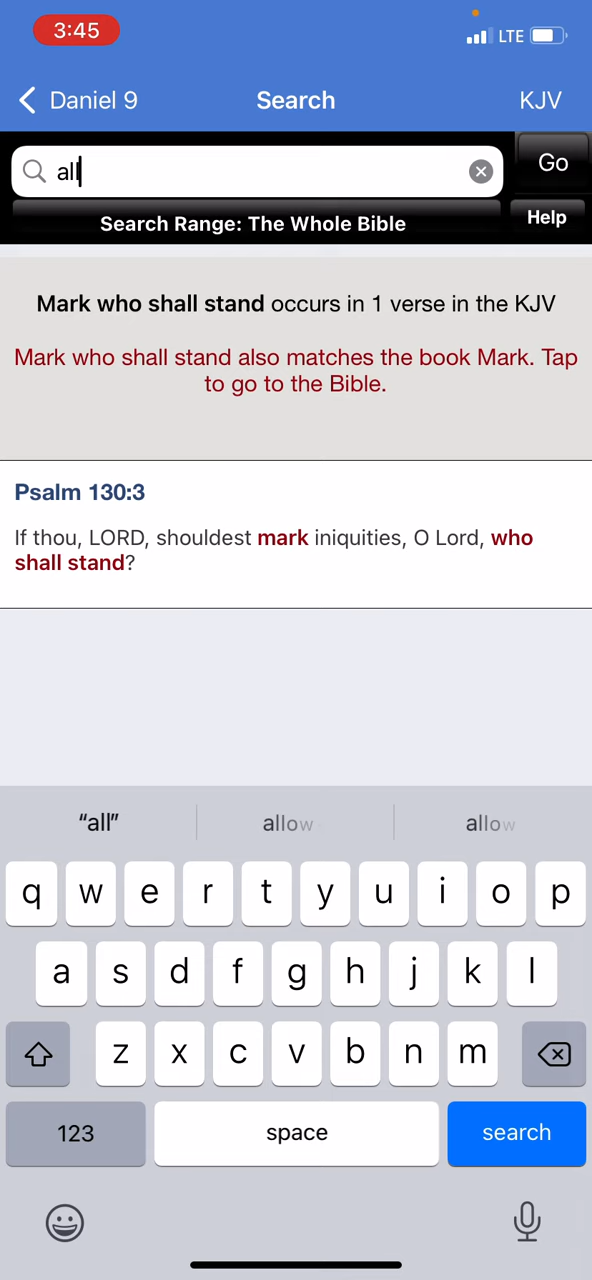 3:45
LTE
Daniel 9 Search KJV
all
Go
Search Range: The Whole Bible
Help
Mark who shall stand occurs in 1 verse in the KJV
Mark who shall stand also matches the book Mark. Tap
to go to the Bible.
Psalm 130:3
If thou, LORD, shouldest mark iniquities, O Lord, who
shall stand?
“all” allow allow
q w e r t y u i o p
a s d f g h j k l
z x c v b n m
123 space search